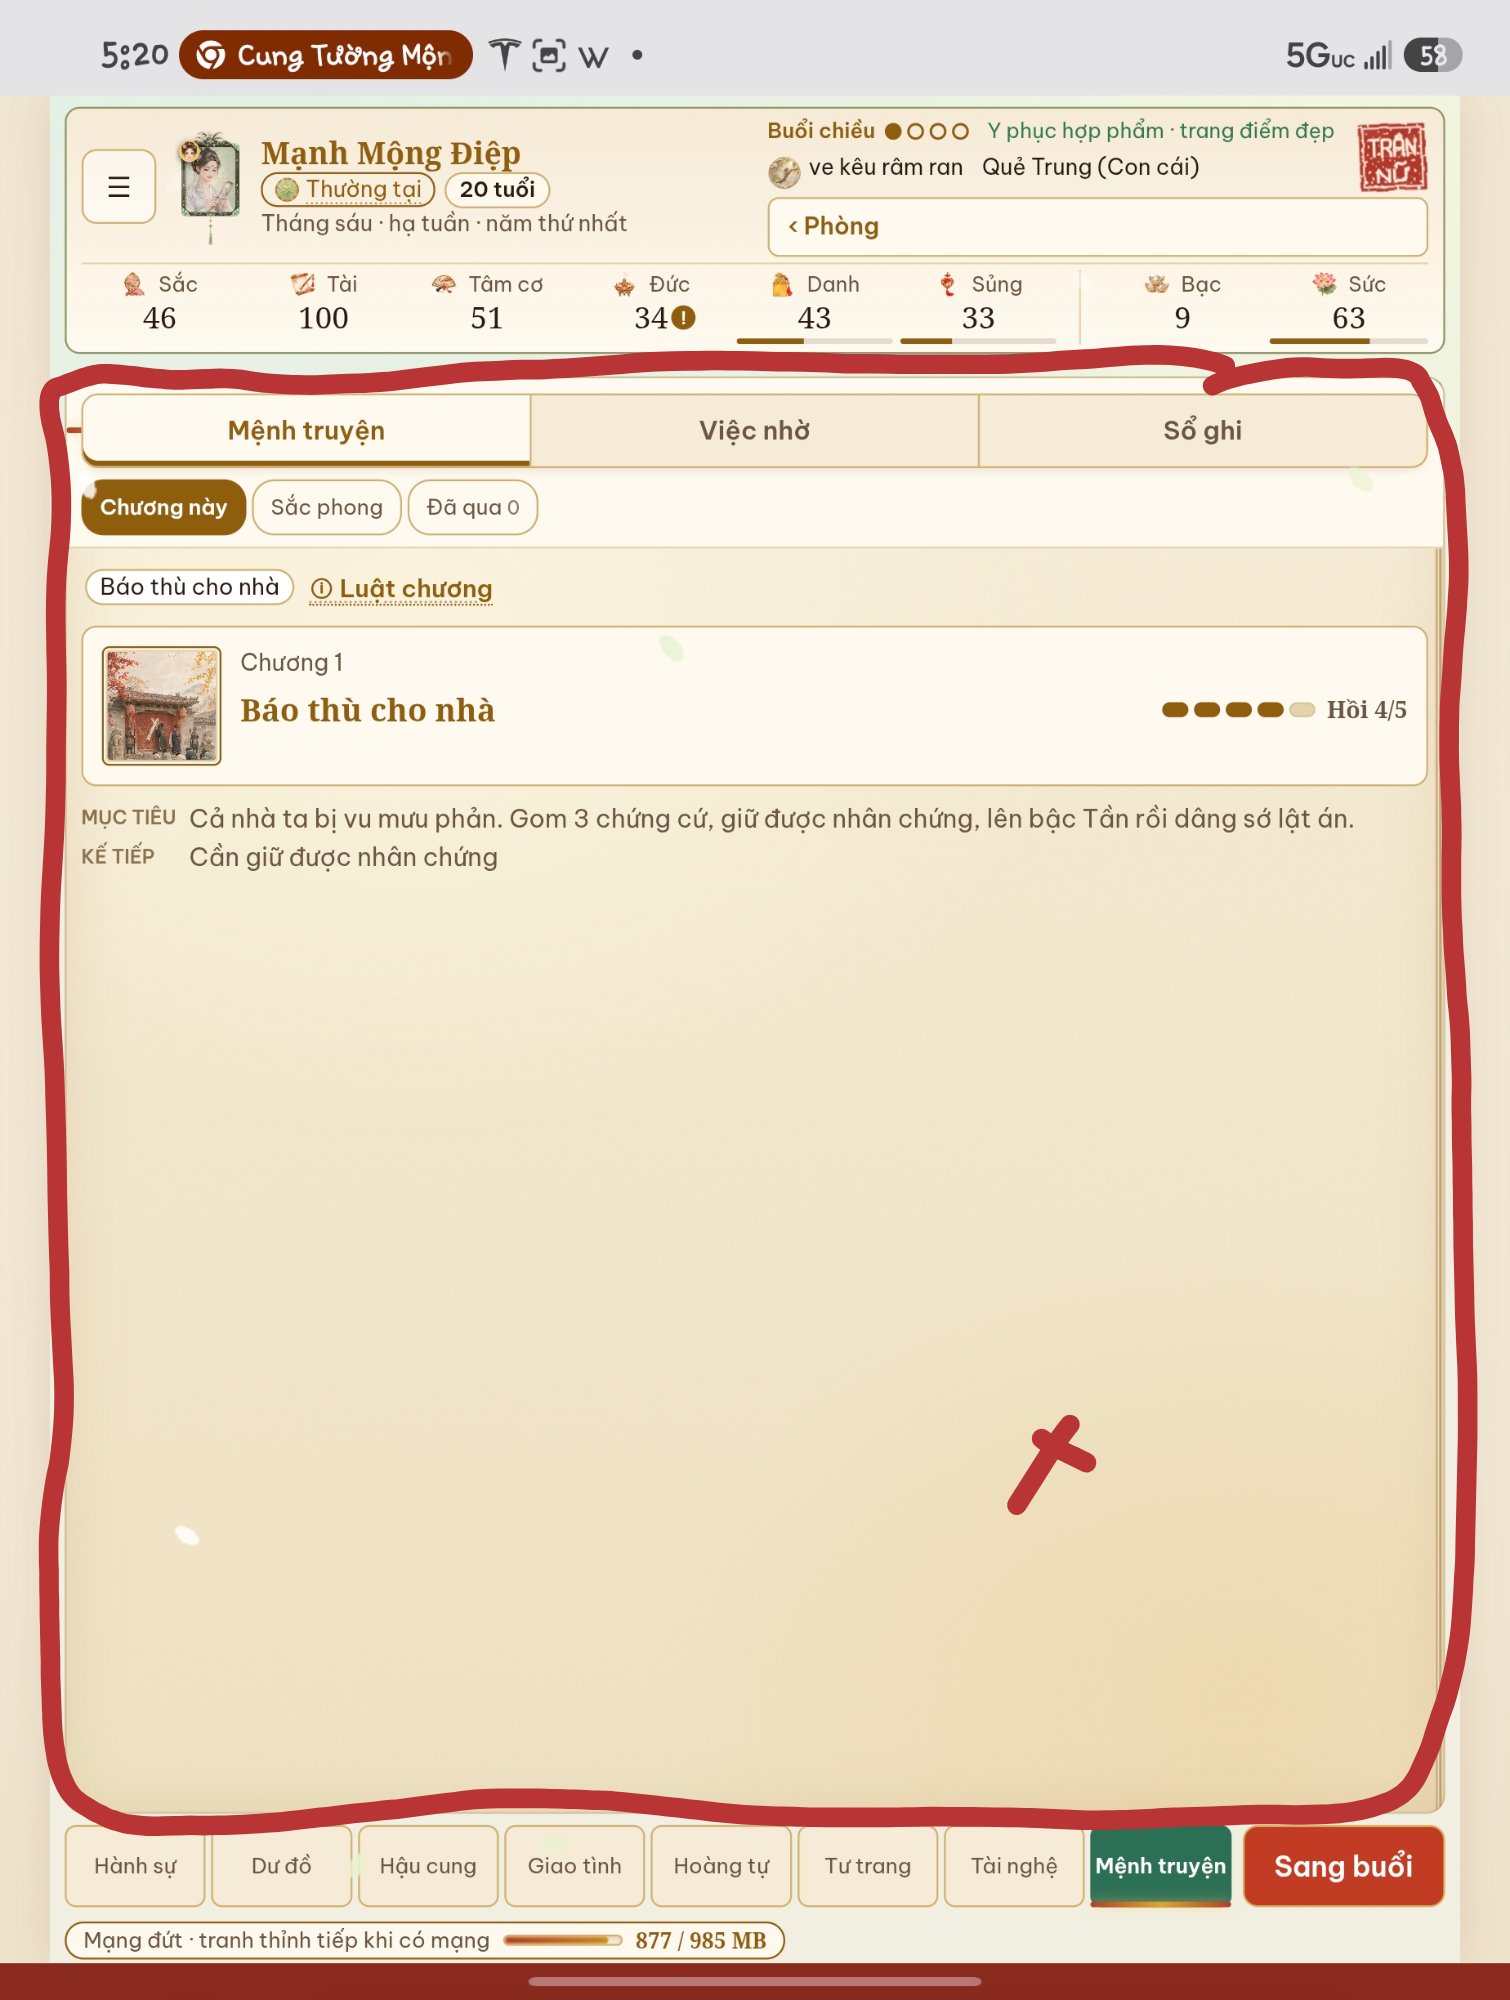 5:20 Cung Tường Mộn W 5G UC 58
Mạnh Mộng Điệp
Thường tại 20 tuổi
Tháng sáu · hạ tuần · năm thứ nhất
Buổi chiều Y phục hợp phẩm · trang điểm đẹp
ve kêu râm ran Quẻ Trung (Con cái)
TRÂN NỮ
‹ Phòng
Sắc Tài Tâm cơ Đức Danh Sủng Bạc Sức
46 100 51 34 ! 43 33 9 63
Mệnh truyện Việc nhờ Sổ ghi
Chương này Sắc phong Đã qua 0
Báo thù cho nhà Luật chương
Chương 1
Báo thù cho nhà Hồi 4/5
MỤC TIÊU Cả nhà ta bị vu mưu phản. Gom 3 chứng cứ, giữ được nhân chứng, lên bậc Tần rồi dâng sớ lật án.
KẾ TIẾP Cần giữ được nhân chứng
Hành sự Dư đồ Hậu cung Giao tình Hoàng tự Tư trang Tài nghệ Mệnh truyện Sang buổi
Mạng đứt · tranh thỉnh tiếp khi có mạng 877 / 985 MB